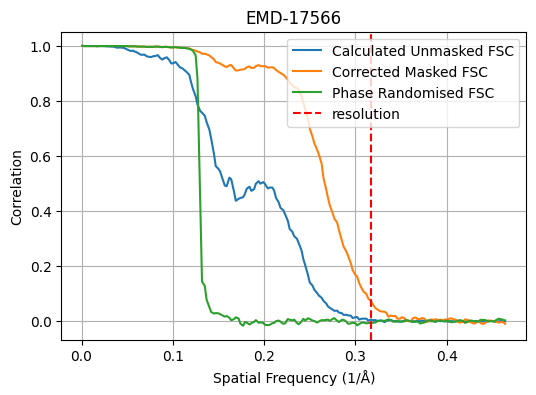 EMD-17566
Calculated Unmasked FSC
Corrected Masked FSC
Phase Randomised FSC
resolution
Correlation
1.0
0.8
0.6
0.4
0.2
0.0
0.0 0.1 0.2 0.3 0.4
Spatial Frequency (1/Å)